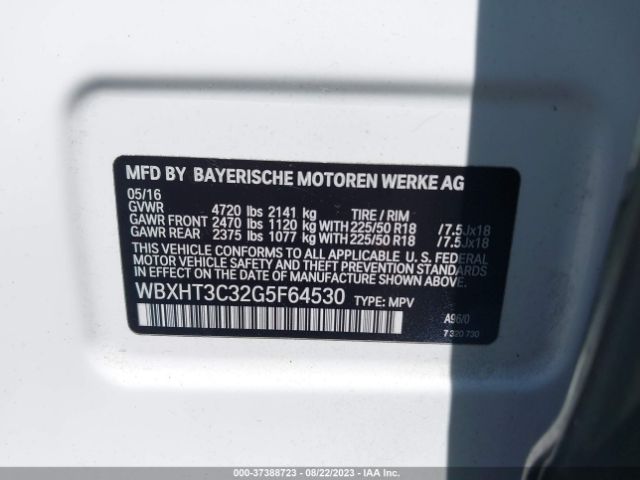 MFD BY BAYERISCHE MOTOREN WERKE AG
05/16
GVWR 4720 lbs 2141 kg TIRE / RIM
GAWR FRONT 2470 lbs 1120 kg WITH 225/50 R18 /7.5Jx18
GAWR REAR 2375 lbs 1077 kg WITH 225/50 R18 /7.5Jx18
THIS VEHICLE CONFORMS TO ALL APPLICABLE U. S. FEDERAL
MOTOR VEHICLE SAFETY AND THEFT PREVENTION STANDARDS
IN EFFECT ON THE DATE OF MANUFACTURE SHOWN ABOVE.
WBXHT3C32G5F64530 TYPE: MPV
A96/0
7 320 730
000-37388723 - 08/22/2023 - IAA Inc.